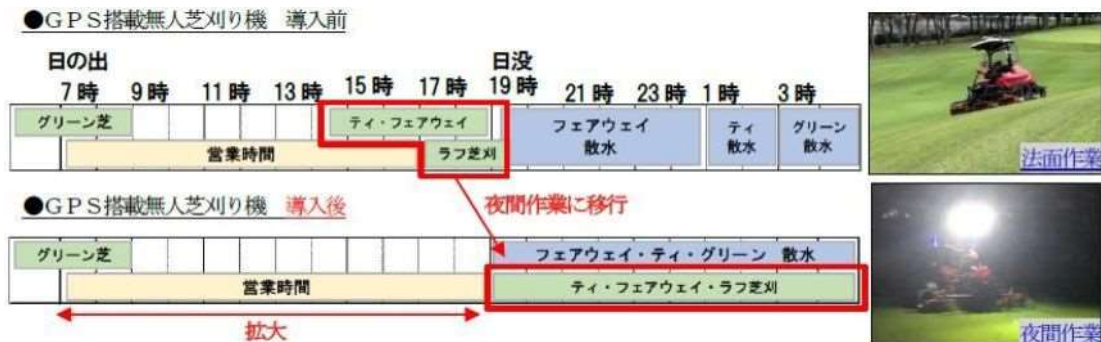 ●GPS搭載無人芝刈り機　導入前
日の出
日没
7時 9時 11時 13時 15時 17時 19時 21時 23時 1時 3時
グリーン芝
ティ・フェアウェイ
フェアウェイ
散水
ティ
散水
グリーン
散水
営業時間
ラフ芝刈
法面作業
●GPS搭載無人芝刈り機　導入後
夜間作業に移行
グリーン芝
フェアウェイ・ティ・グリーン 散水
営業時間
ティ・フェアウェイ・ラフ芝刈
拡大
夜間作業